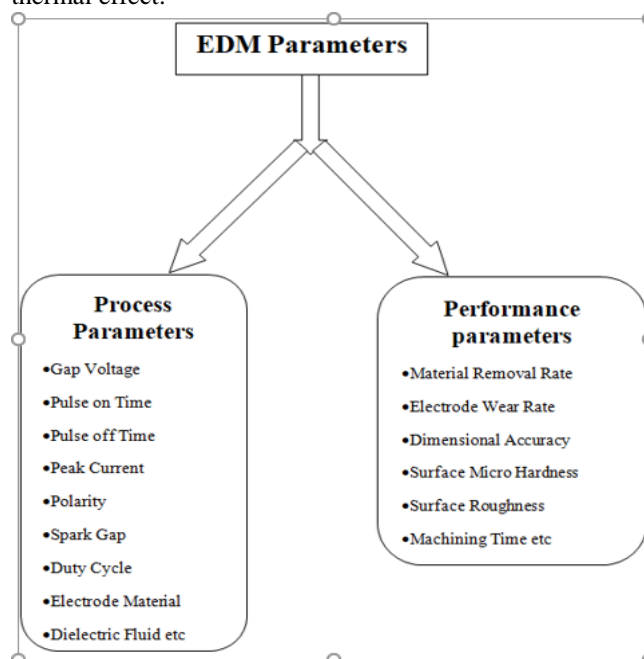 thermal effect.
EDM Parameters
Process
Parameters
•Gap Voltage
•Pulse on Time
•Pulse off Time
•Peak Current
•Polarity
•Spark Gap
•Duty Cycle
•Electrode Material
•Dielectric Fluid etc
Performance
parameters
•Material Removal Rate
•Electrode Wear Rate
•Dimensional Accuracy
•Surface Micro Hardness
•Surface Roughness
•Machining Time etc